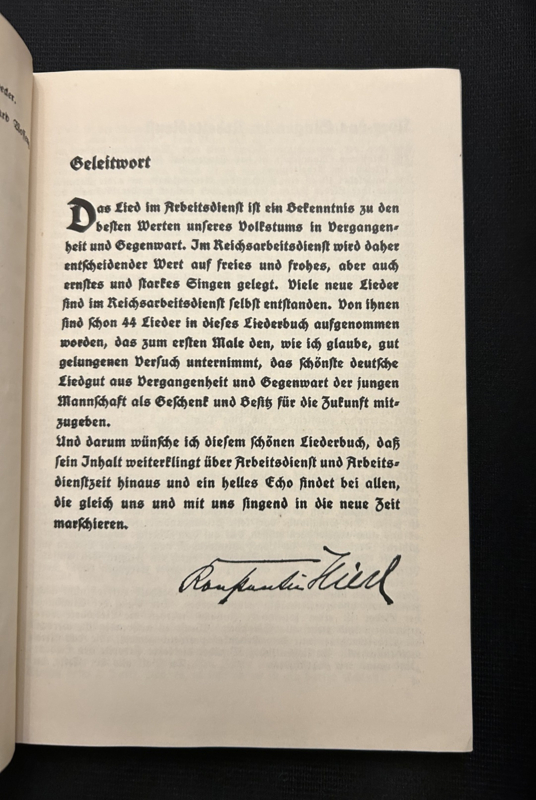 Geleitwort
Das Lied im Arbeitsdienst ist ein Bekenntnis zu den
besten Werten unseres Volkstums in Vergangen-
heit und Gegenwart. Im Reichsarbeitsdienst wird daher
entscheidender Wert auf freies und frohes, aber auch
ernstes und starkes Singen gelegt. Viele neue Lieder
sind im Reichsarbeitsdienst selbst entstanden. Von ihnen
sind schon 44 Lieder in dieses Liederbuch aufgenommen
worden, das zum ersten Male den, wie ich glaube, gut
gelungenen Versuch unternimmt, das schönste deutsche
Liedgut aus Vergangenheit und Gegenwart der jungen
Mannschaft als Geschenk und Besitz für die Zukunft mit-
zugeben.
Und darum wünsche ich diesem schönen Liederbuch, daß
sein Inhalt weiterklingt über Arbeitsdienst und Arbeits-
dienstzeit hinaus und ein helles Echo findet bei allen,
die gleich uns und mit uns singend in die neue Zeit
marschieren.
Konstantin Hierl